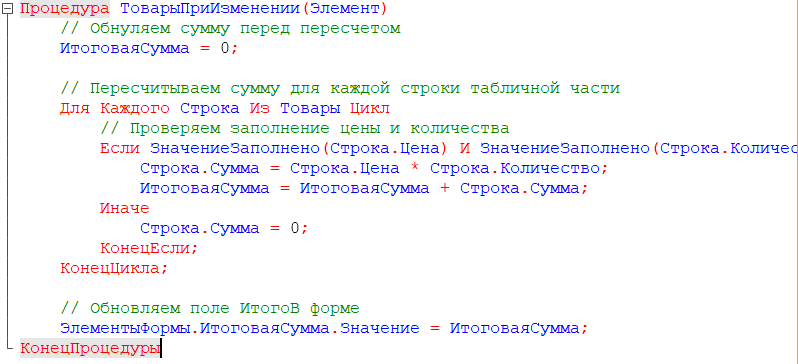 Процедура ТоварыПриИзменении(Элемент)
// Обнуляем сумму перед пересчетом
ИтоговаяСумма = 0;
// Пересчитываем сумму для каждой строки табличной части
Для Каждого Строка Из Товары Цикл
// Проверяем заполнение цены и количества
Если ЗначениеЗаполнено(Строка.Цена) И ЗначениеЗаполнено(Строка.Количес
Строка.Сумма = Строка.Цена * Строка.Количество;
ИтоговаяСумма = ИтоговаяСумма + Строка.Сумма;
Иначе
Строка.Сумма = 0;
КонецЕсли;
КонецЦикла;
// Обновляем поле ИтогоВ форме
ЭлементыФормы.ИтоговаяСумма.Значение = ИтоговаяСумма;
КонецПроцедуры